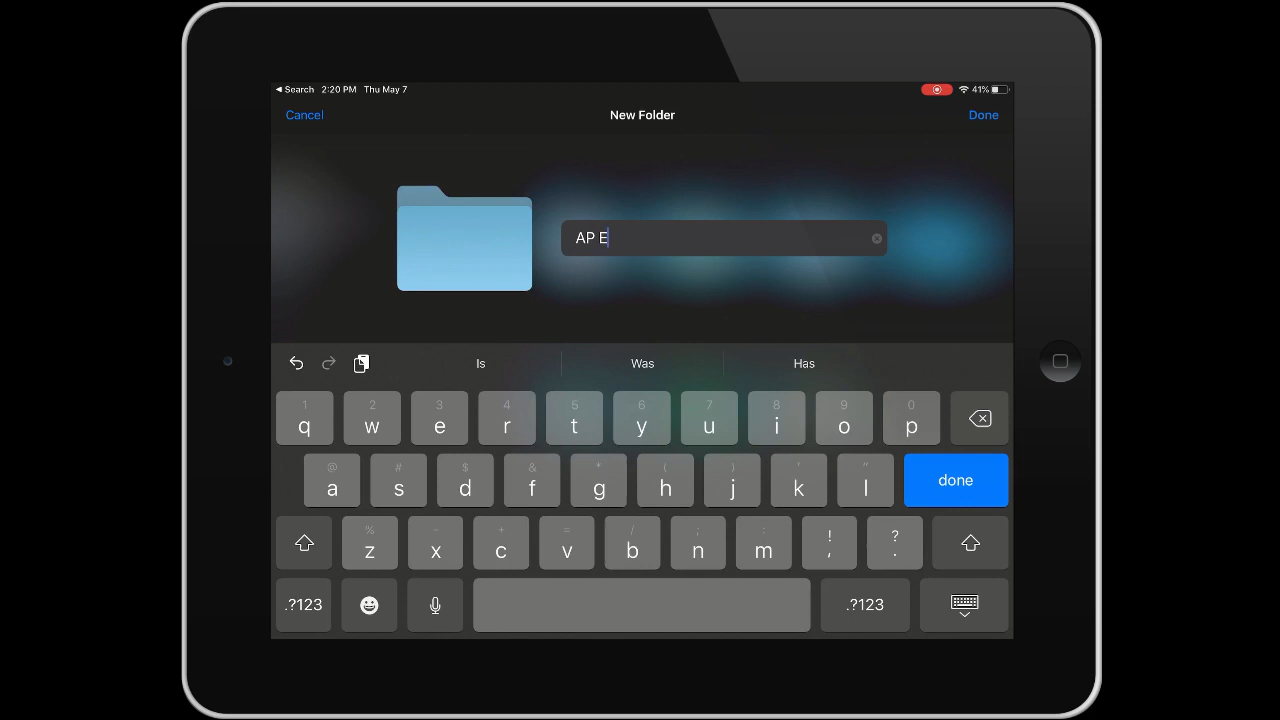 Search 2:20 PM Thu May 7 41%
Cancel New Folder Done
AP E
Is Was Has
1 2 3 4 5 6 7 8 9 0
q w e r t y u i o p
@ # $ & * ( ) ' "
a s d f g h j k l done
% - + = / ; : ! ?
z x c v b n m , .
.?123 .?123